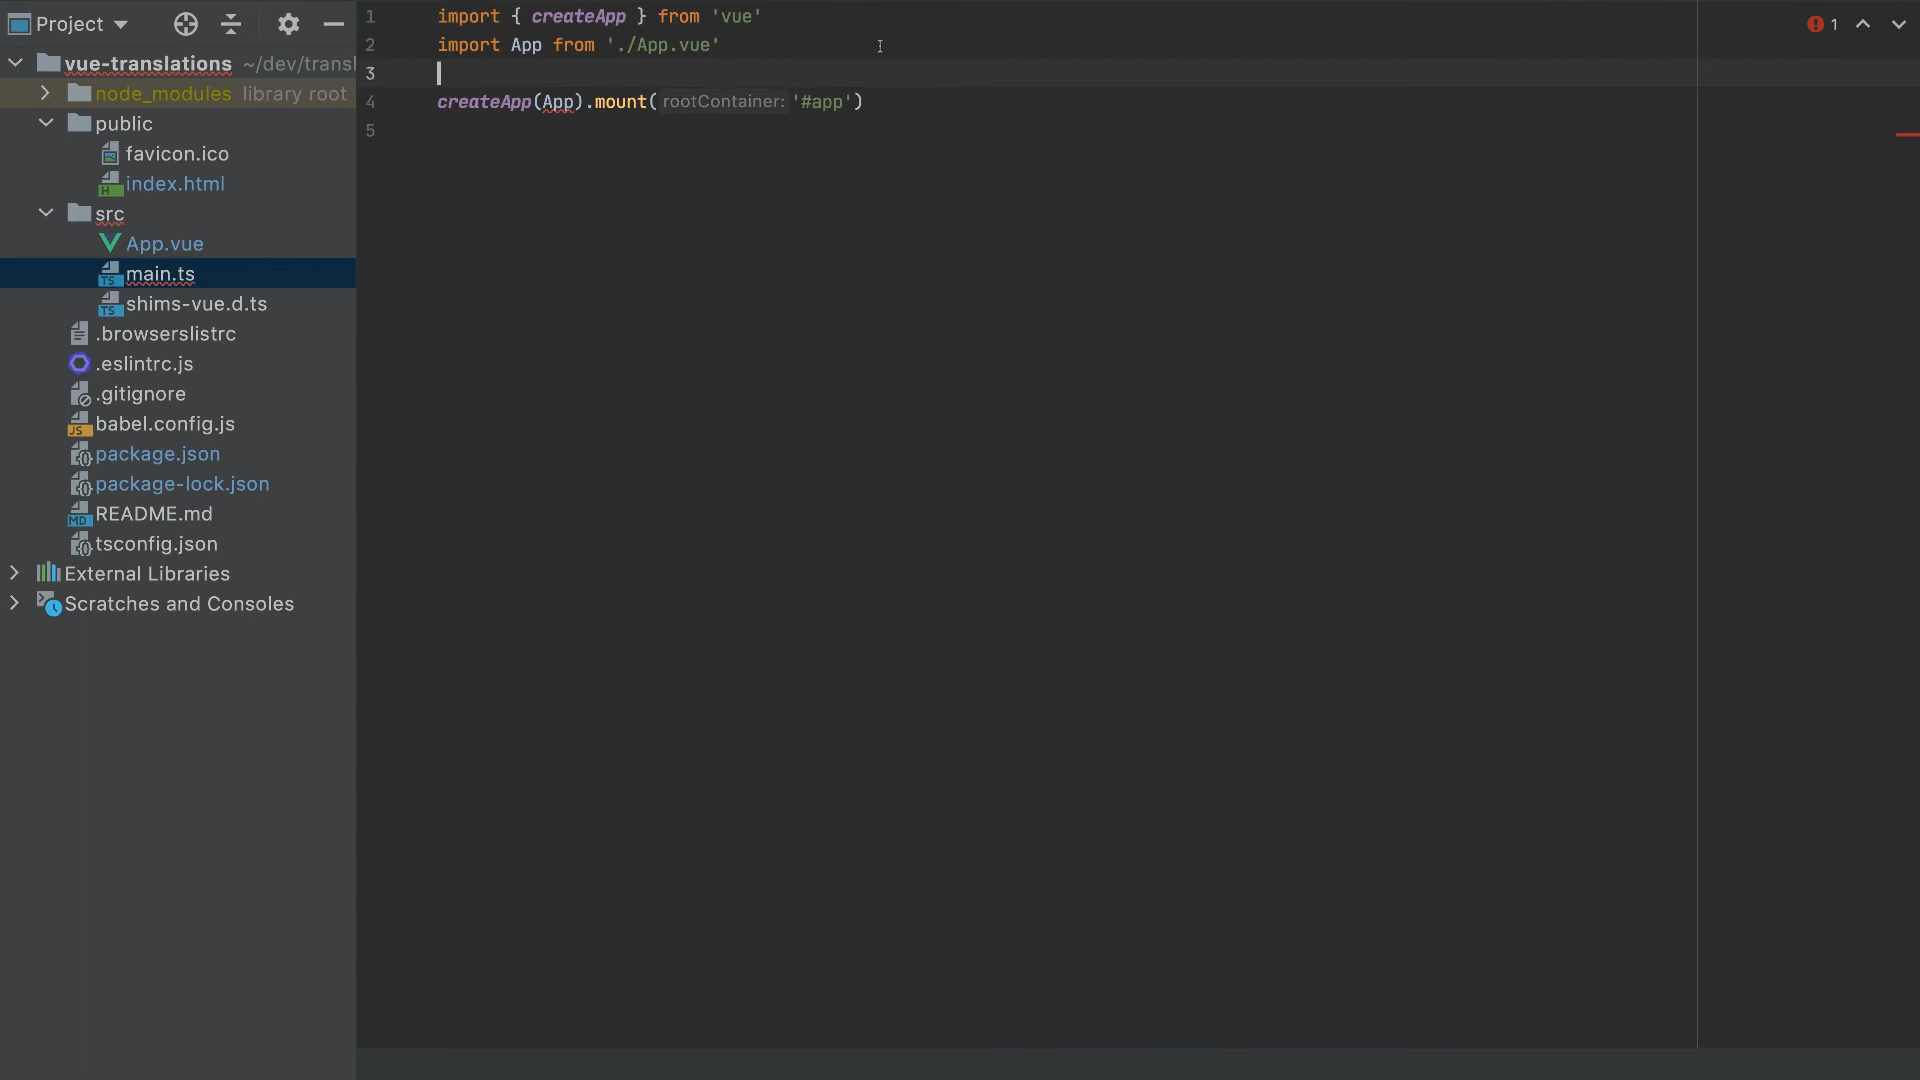 Project
vue-translations ~/dev/transl
node_modules library root
public
favicon.ico
index.html
src
App.vue
main.ts
shims-vue.d.ts
.browserslistrc
.eslintrc.js
.gitignore
babel.config.js
package.json
package-lock.json
README.md
tsconfig.json
External Libraries
Scratches and Consoles
1 import { createApp } from 'vue'
2 import App from './App.vue'
3
4 createApp(App).mount( rootContainer: '#app')
5
1